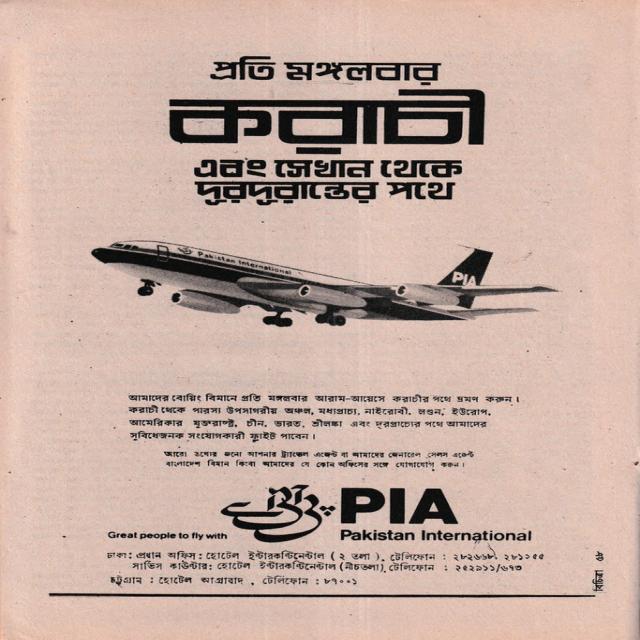 প্রতি মঙ্গলবার
করাচী
এবং সেখান থেকে
দূরদূরান্তের পথে
Pakistan International
PIA
আমাদের বোয়িং বিমানে প্রতি মঙ্গলবার আরাম-আয়েসে করাচীর পথে ভ্রমণ করুন।
করাচী থেকে পারস্য উপসাগরীয় অঞ্চল, মধ্যপ্রাচ্য, নাইরোবী, লণ্ডন, ইউরোপ,
আমেরিকার যুক্তরাষ্ট্র, চীন, ভারত, শ্রীলঙ্কা এবং দূরপ্রাচ্যের পথে আমাদের
সুবিধেজনক সংযোগকারী ফ্লাইট পাবেন।
আরো তথ্যের জন্যে আপনার ট্র্যাভেল এজেন্ট বা আমাদের জেনারেল সেলস এজেন্ট
বাংলাদেশ বিমান কিংবা আমাদের যে কোন অফিসের সঙ্গে যোগাযোগ করুন।
PIA
Great people to fly with
Pakistan International
ঢাকা: প্রধান অফিস: হোটেল ইন্টারকন্টিনেন্টাল (২ তলা), টেলিফোন : ২৮২৬৬৮, ২৮১০৫৫
সার্ভিস কাউন্টার: হোটেল ইন্টারকন্টিনেন্টাল (নীচতলা), টেলিফোন : ২৫২৯১১/৬৭৩
চট্টগ্রাম : হোটেল আগ্রাবাদ, টেলিফোন : ৮৭০০১
বিচিত্রা ৬৮